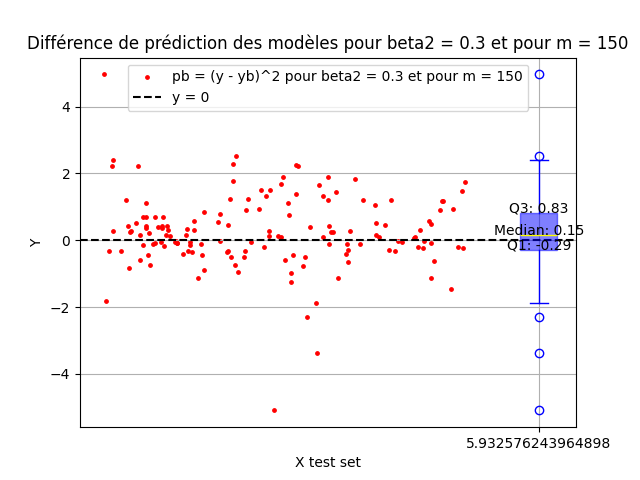 Différence de prédiction des modèles pour beta2 = 0.3 et pour m = 150
pb = (y - yb)^2 pour beta2 = 0.3 et pour m = 150
y = 0
4
2
0
−2
−4
Y
Q3: 0.83
Median: 0.15
Q1: -0.29
5.932576243964898
X test set